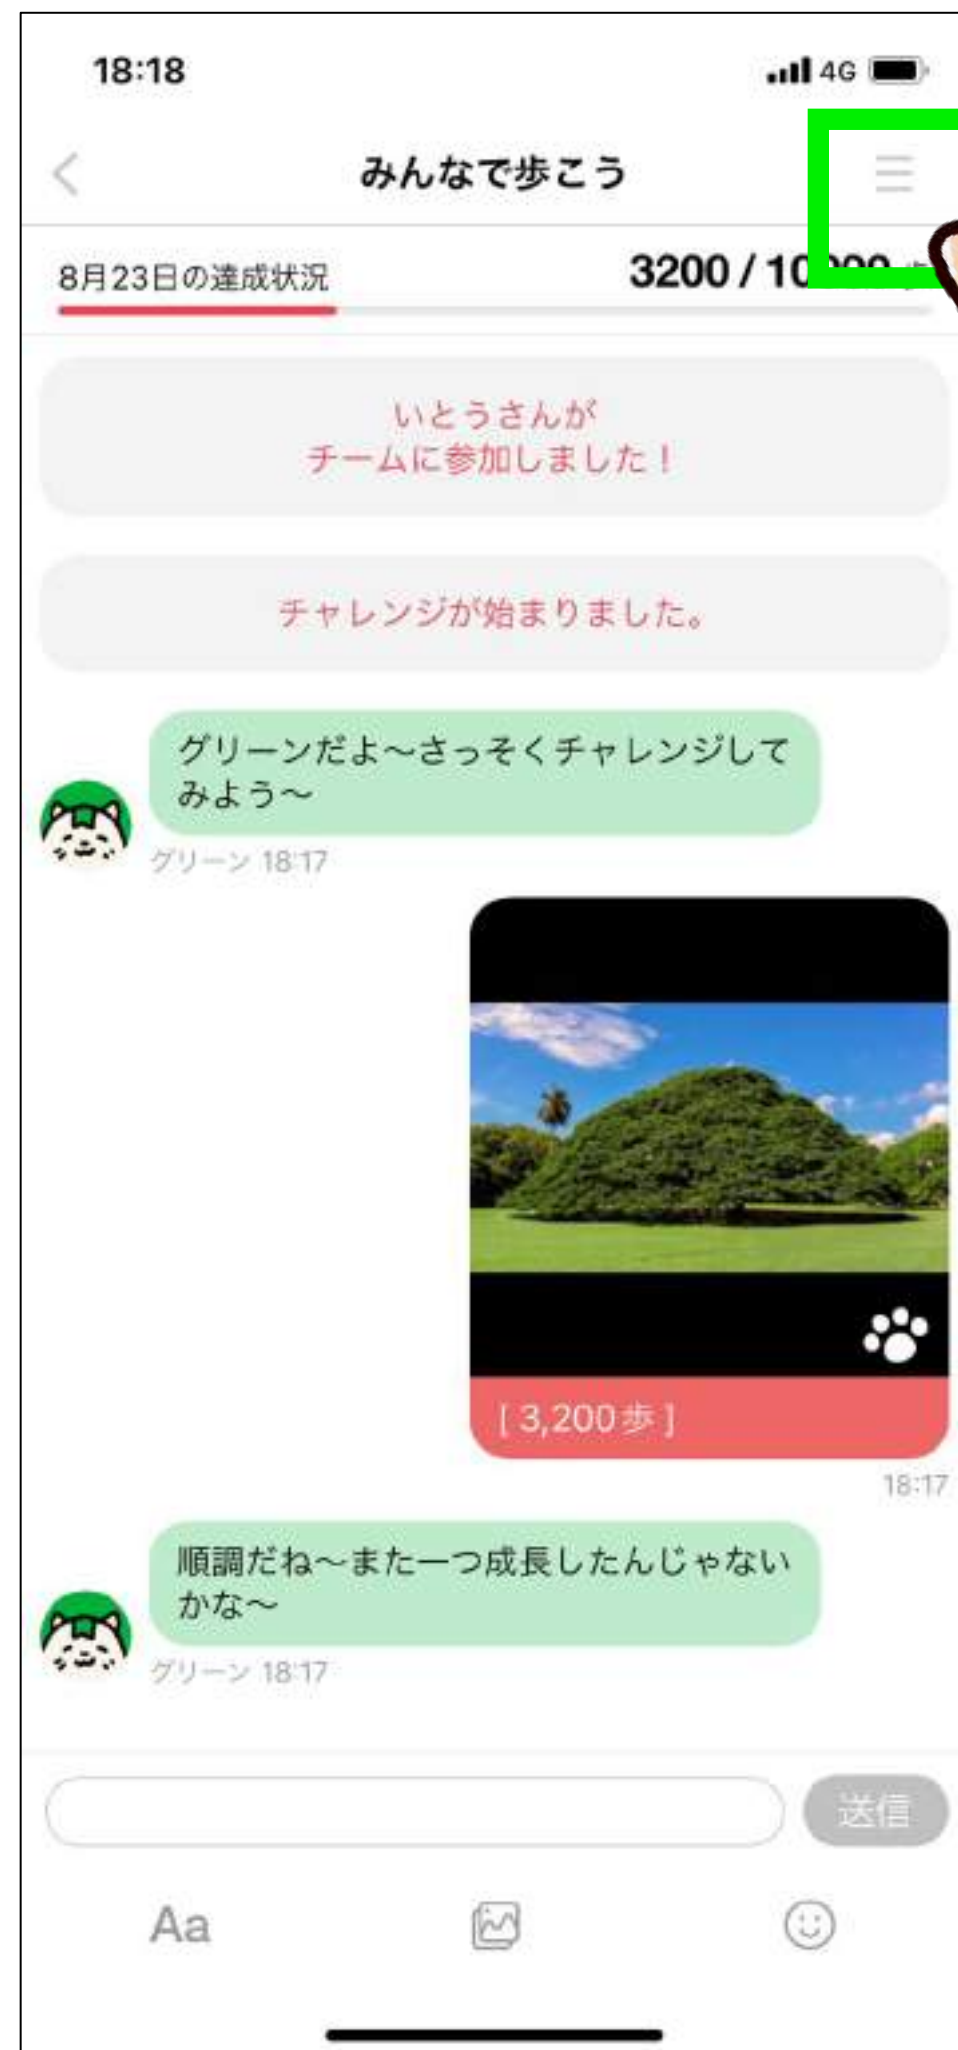 18:18
4G
みんなで歩こう
8月23日の達成状況
3200 / 10000 歩
いとうさんが
チームに参加しました！
チャレンジが始まりました。
グリーンだよ〜さっそくチャレンジして
みよう〜
グリーン 18:17
[ 3,200歩 ]
18:17
順調だね〜また一つ成長したんじゃない
かな〜
グリーン 18:17
送信
Aa